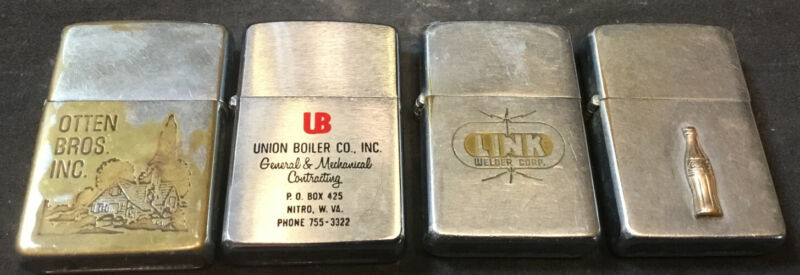 OTTEN
BROS.
INC.
UB
UNION BOILER CO., INC.
General & Mechanical
Contracting
P. O. BOX 425
NITRO, W. VA.
PHONE 755-3322
LINK
WELDER CORP.